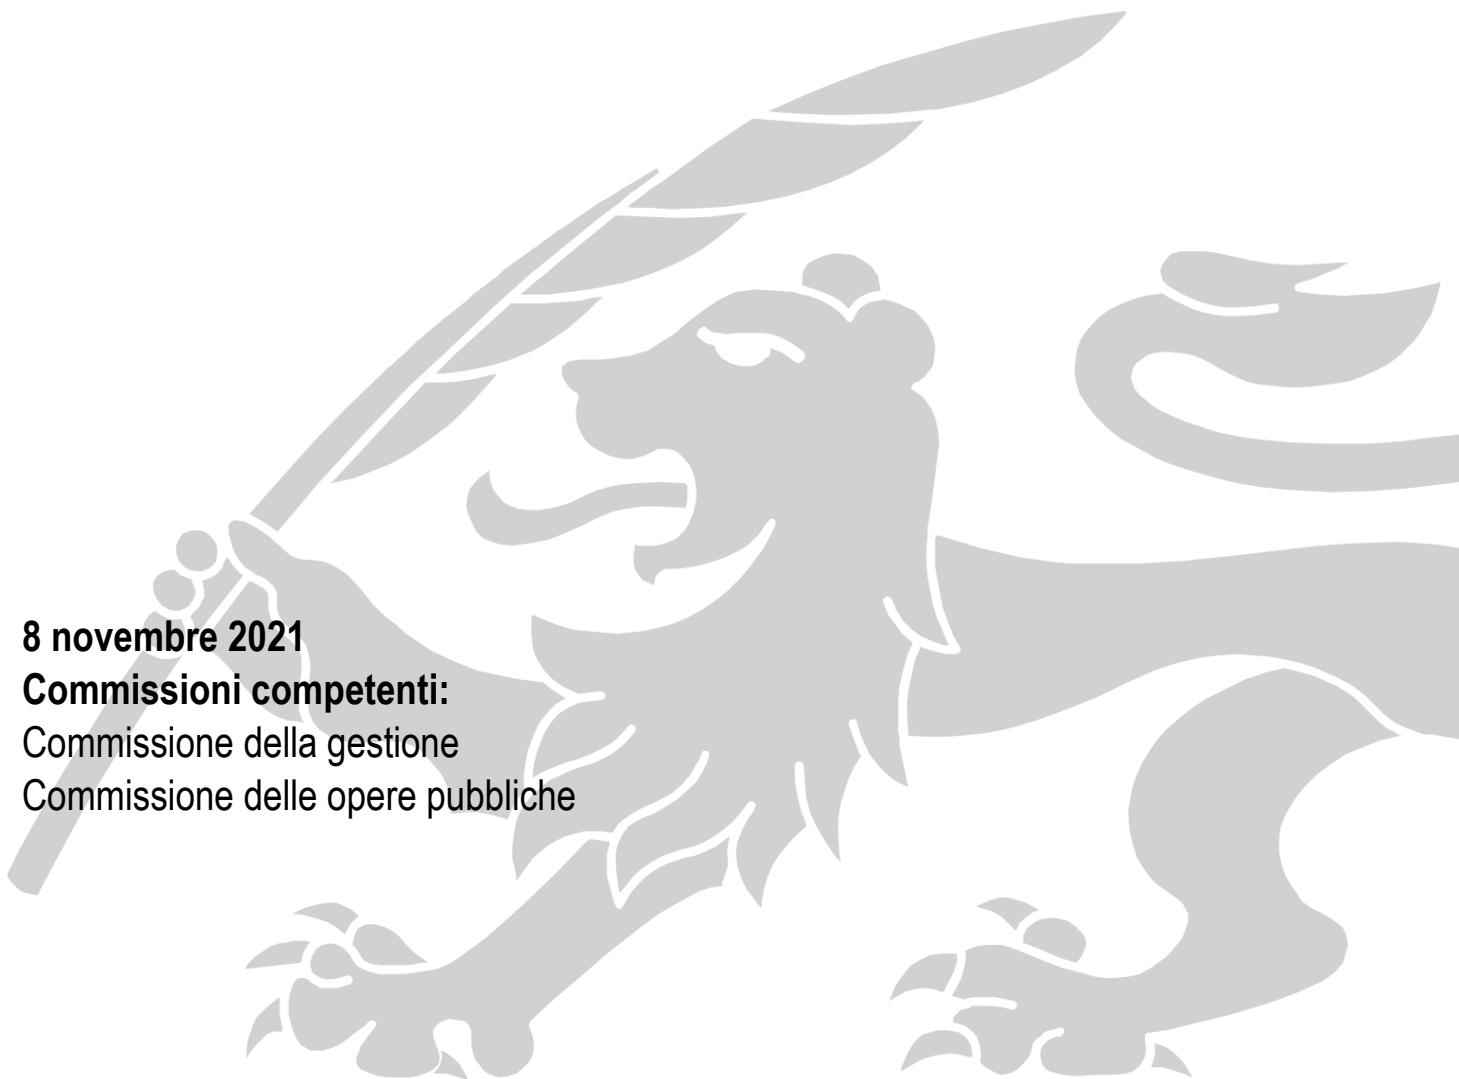 8 novembre 2021
Commissioni competenti:
Commissione della gestione
Commissione delle opere pubbliche